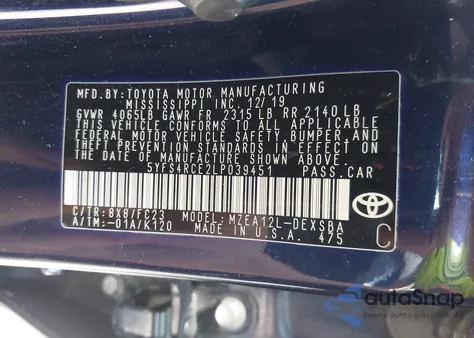 MFD.BY:TOYOTA MOTOR MANUFACTURING
MISSISSIPPI INC. 12/19
GVWR 4065LB GAWR FR 2315 LB RR 2140 LB
THIS VEHICLE CONFORMS TO ALL APPLICABLE
FEDERAL MOTOR VEHICLE SAFETY, BUMPER, AND
THEFT PREVENTION STANDARDS IN EFFECT ON
THE DATE OF MANUFACTURE SHOWN ABOVE.
5YFS4RCE2LP039451 PASS.CAR
C/TR: 8X8/FC23 MODEL: MZEA12L-DEXSBA
A/TM: -01A/K120 MADE IN U.S.A. 475
C
autoSnap